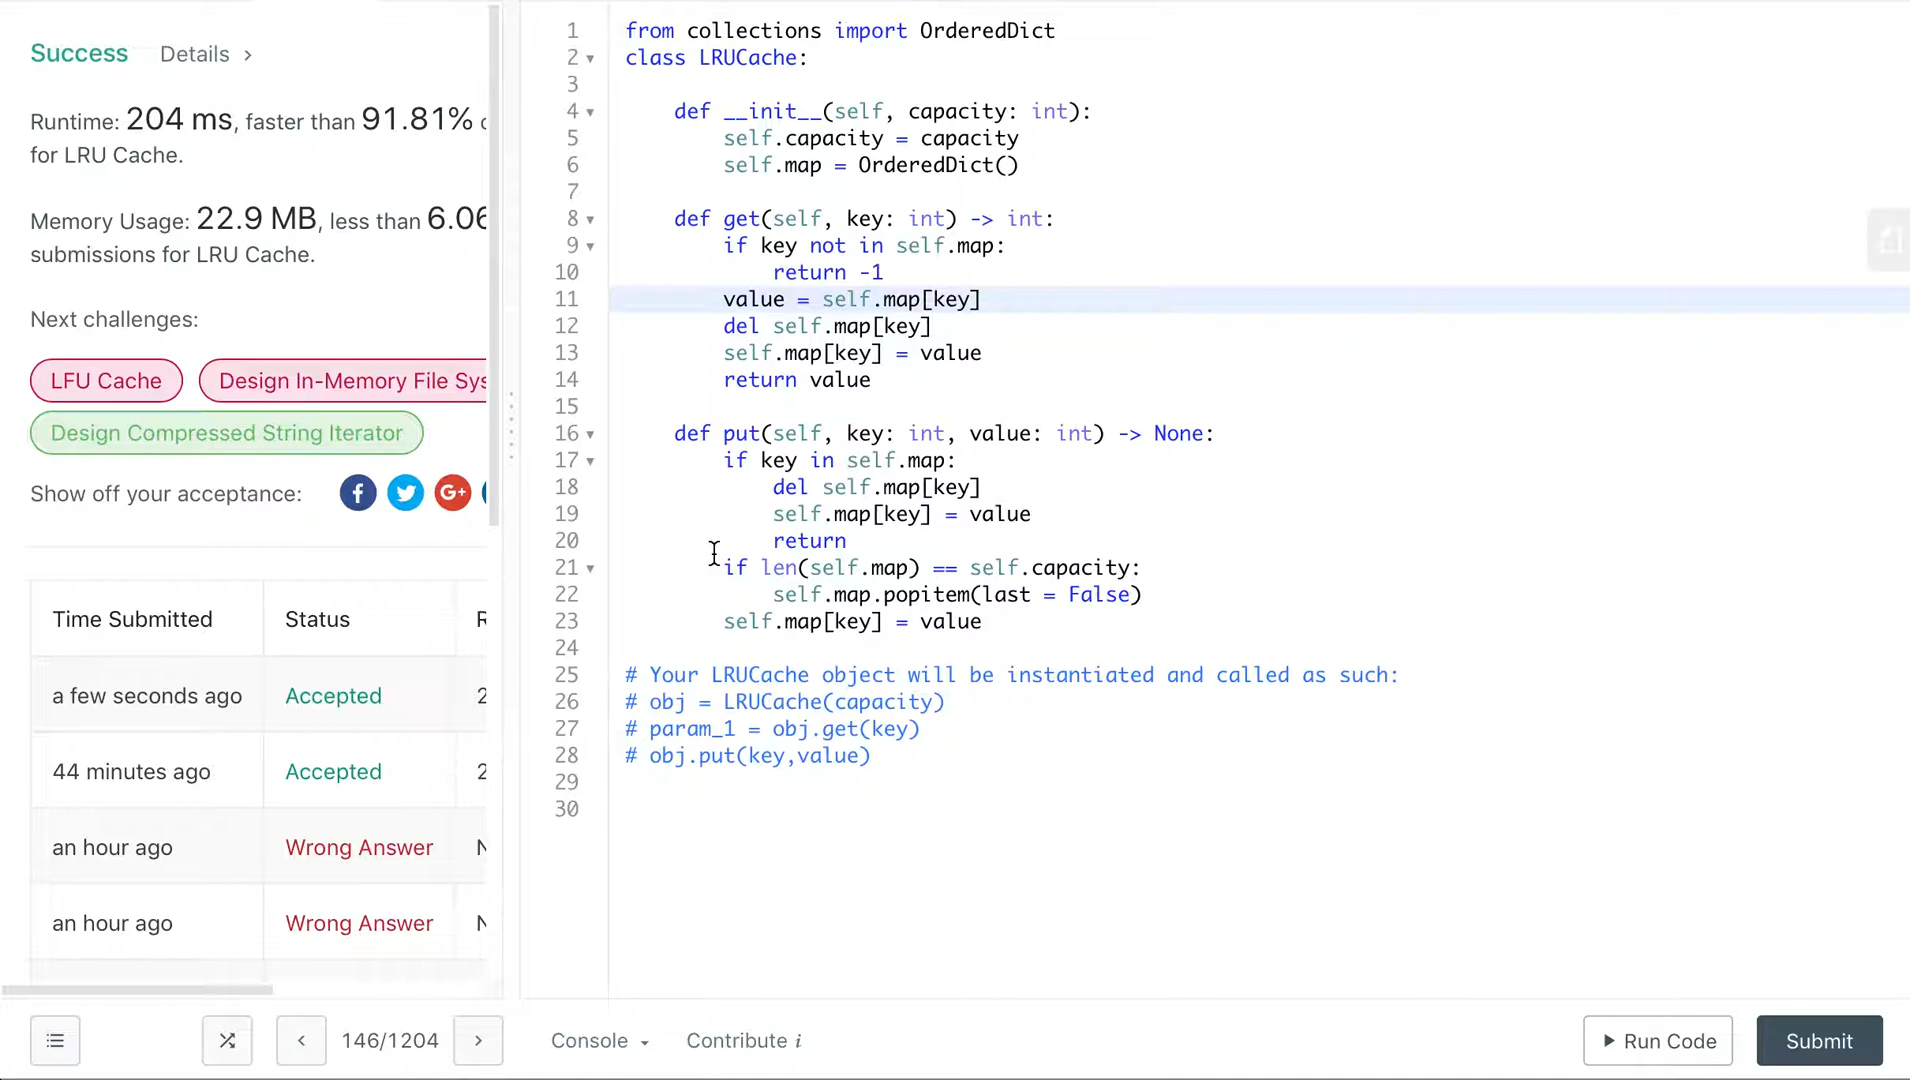 Success Details >
Runtime: 204 ms, faster than 91.81%
for LRU Cache.
Memory Usage: 22.9 MB, less than 6.06
submissions for LRU Cache.
Next challenges:
LFU Cache Design In-Memory File Sys
Design Compressed String Iterator
Show off your acceptance: f G+
Time Submitted Status R
a few seconds ago Accepted 2
44 minutes ago Accepted 2
an hour ago Wrong Answer N
an hour ago Wrong Answer N
146/1204
1 from collections import OrderedDict
2 class LRUCache:
3
4 def __init__(self, capacity: int):
5 self.capacity = capacity
6 self.map = OrderedDict()
7
8 def get(self, key: int) -> int:
9 if key not in self.map:
10 return -1
11 value = self.map[key]
12 del self.map[key]
13 self.map[key] = value
14 return value
15
16 def put(self, key: int, value: int) -> None:
17 if key in self.map:
18 del self.map[key]
19 self.map[key] = value
20 return
21 if len(self.map) == self.capacity:
22 self.map.popitem(last = False)
23 self.map[key] = value
24
25 # Your LRUCache object will be instantiated and called as such:
26 # obj = LRUCache(capacity)
27 # param_1 = obj.get(key)
28 # obj.put(key,value)
29
30
Console Contribute i Run Code Submit